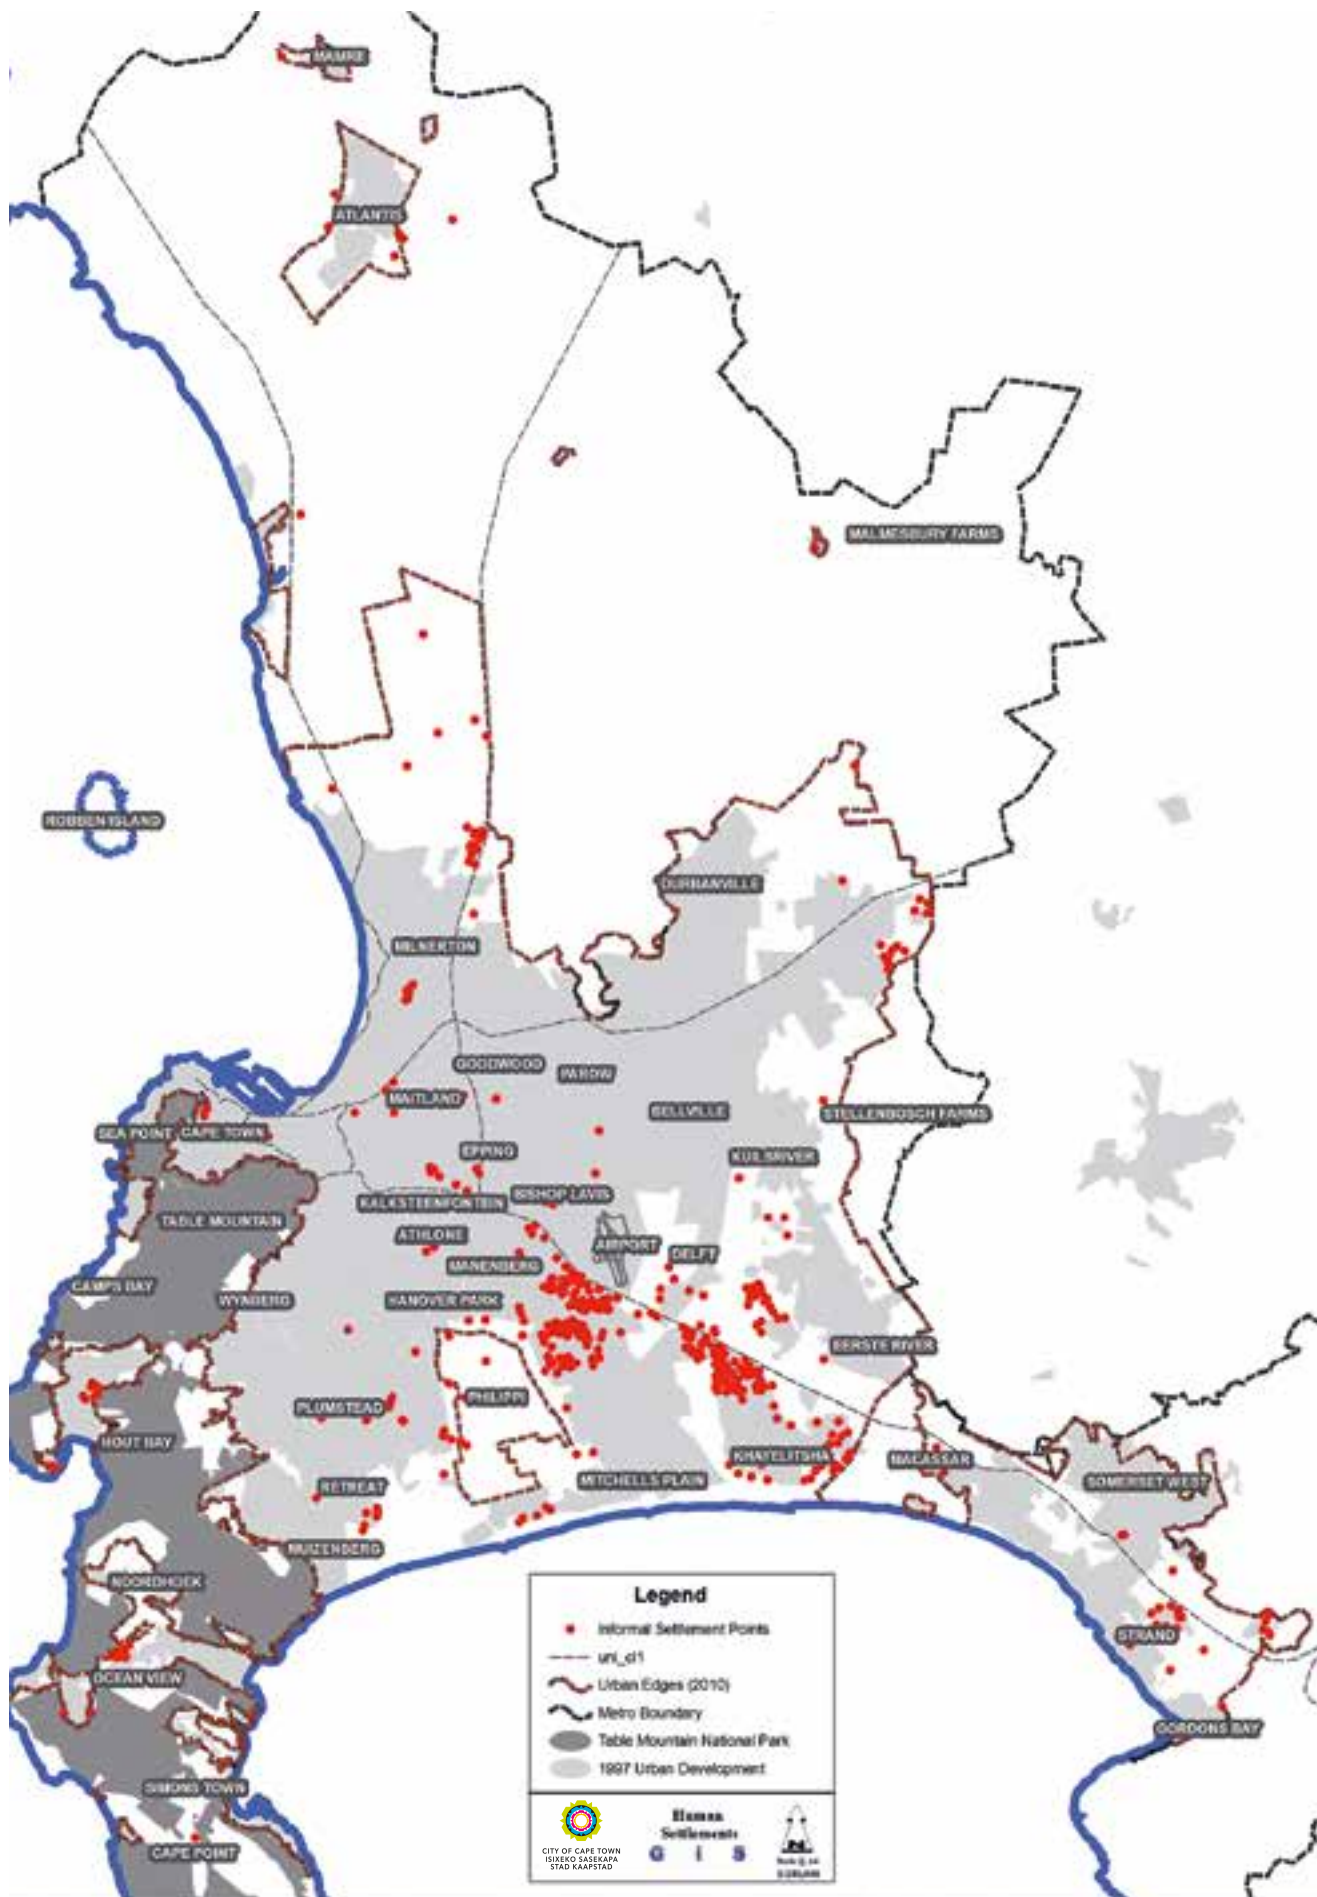 MAMRE
ATLANTIS
MALMESBURY FARMS
ROBBEN ISLAND
DURBANVILLE
MILNERTON
GOODWOOD
PAROW
MAITLAND
BELLVILLE
STELLENBOSCH FARMS
SEA POINT
CAPE TOWN
EPPING
KUILSRIVER
KALKSTEENFONTEIN
BISHOP LAVIS
TABLE MOUNTAIN
ATHLONE
AIRPORT
DELFT
MANENBERG
CAMPS BAY
WYNBERG
HANOVER PARK
EERSTE RIVER
PHILIPPI
PLUMSTEAD
HOUT BAY
KHAYELITSHA
MACASSAR
MITCHELLS PLAIN
SOMERSET WEST
RETREAT
MUIZENBERG
NOORDHOEK
STRAND
OCEAN VIEW
GORDONS BAY
SIMONS TOWN
CAPE POINT
Legend
Informal Settlement Points
uni_cl1
Urban Edges (2010)
Metro Boundary
Table Mountain National Park
1997 Urban Development
CITY OF CAPE TOWN
ISIXEKO SASEKAPA
STAD KAAPSTAD
Human
Settlements
G I S
N